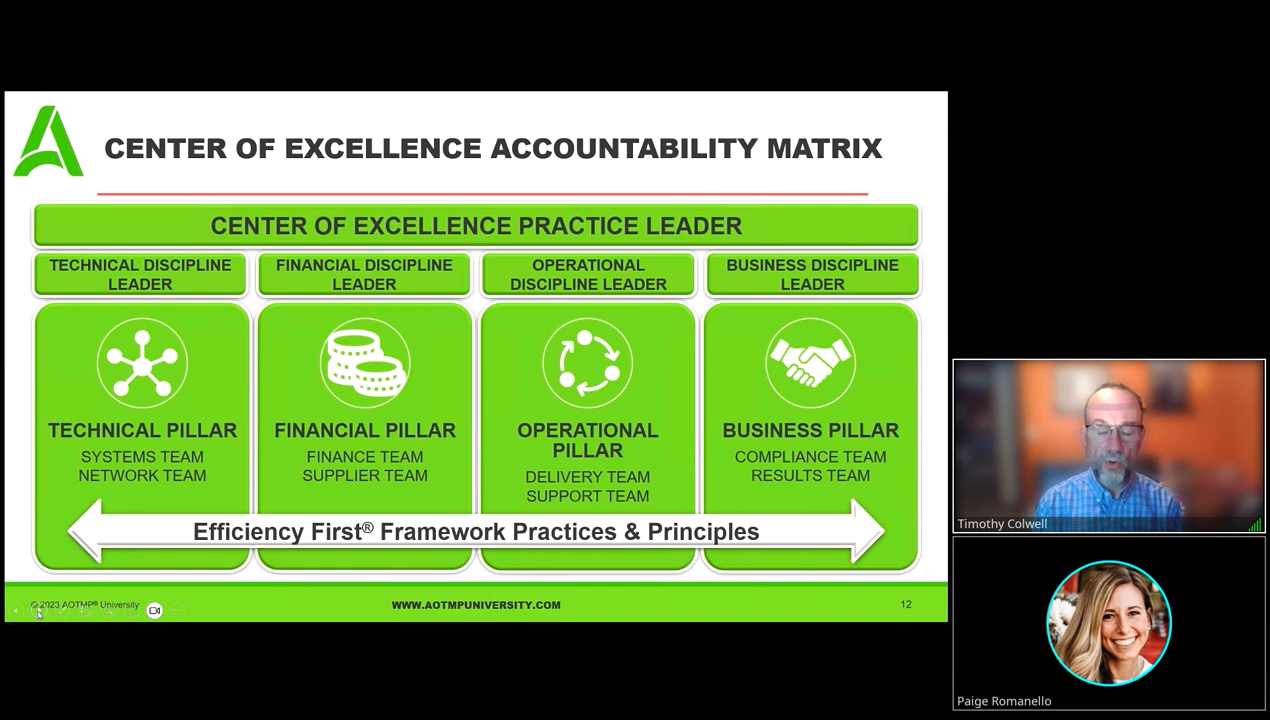 CENTER OF EXCELLENCE ACCOUNTABILITY MATRIX
CENTER OF EXCELLENCE PRACTICE LEADER
TECHNICAL DISCIPLINE
LEADER
FINANCIAL DISCIPLINE
LEADER
OPERATIONAL
DISCIPLINE LEADER
BUSINESS DISCIPLINE
LEADER
TECHNICAL PILLAR
SYSTEMS TEAM
NETWORK TEAM
FINANCIAL PILLAR
FINANCE TEAM
SUPPLIER TEAM
OPERATIONAL
PILLAR
DELIVERY TEAM
SUPPORT TEAM
BUSINESS PILLAR
COMPLIANCE TEAM
RESULTS TEAM
Efficiency First® Framework Practices & Principles
© 2023 AOTMP® University
WWW.AOTMPUNIVERSITY.COM
12
Timothy Colwell
Paige Romanello